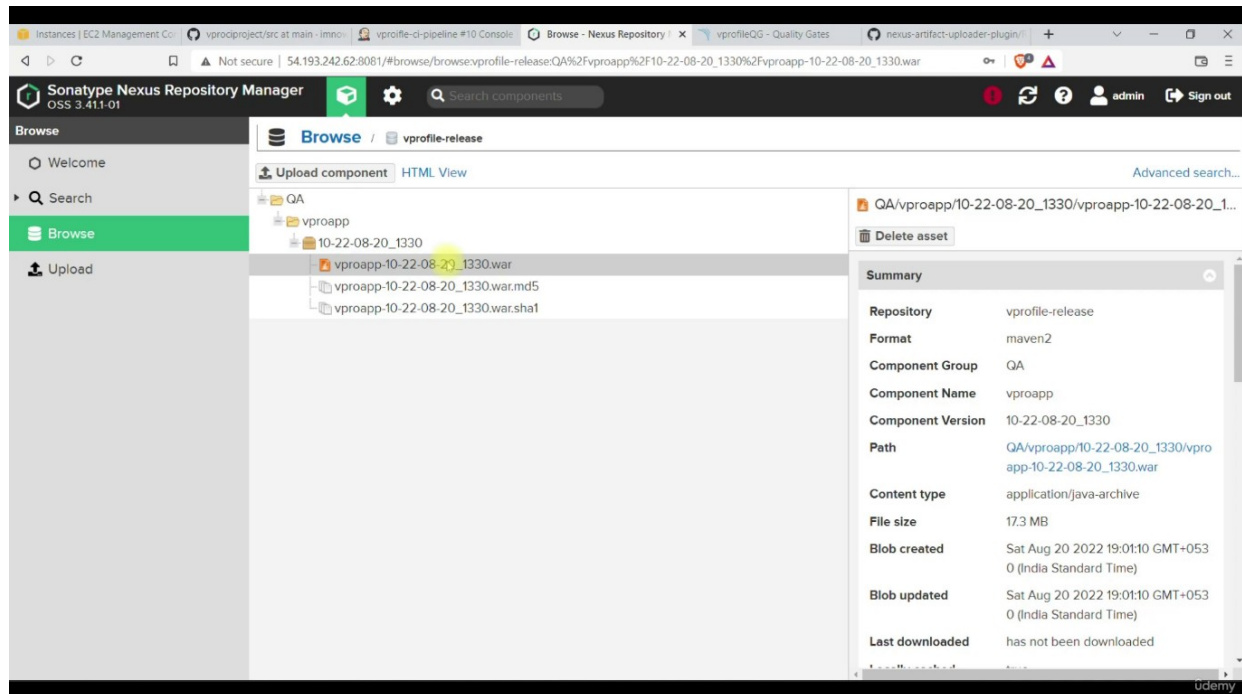 Instances | EC2 Management Co
vprociproject/src at main · imno
vproifle-ci-pipeline #10 Console
Browse - Nexus Repository
vprofileQG - Quality Gates
nexus-artifact-uploader-plugin/
Not secure | 54.193.242.62:8081/#browse/browse:vprofile-release:QA%2Fvproapp%2F10-22-08-20_1330%2Fvproapp-10-22-08-20_1330.war
Sonatype Nexus Repository Manager
OSS 3.41.1-01
Search components
admin
Sign out
Browse
Welcome
Search
Browse
Upload
Browse / vprofile-release
Upload component HTML View
Advanced search...
QA
vproapp
10-22-08-20_1330
vproapp-10-22-08-20_1330.war
vproapp-10-22-08-20_1330.war.md5
vproapp-10-22-08-20_1330.war.sha1
QA/vproapp/10-22-08-20_1330/vproapp-10-22-08-20_1...
Delete asset
Summary
Repository vprofile-release
Format maven2
Component Group QA
Component Name vproapp
Component Version 10-22-08-20_1330
Path QA/vproapp/10-22-08-20_1330/vpro
app-10-22-08-20_1330.war
Content type application/java-archive
File size 17.3 MB
Blob created Sat Aug 20 2022 19:01:10 GMT+053
0 (India Standard Time)
Blob updated Sat Aug 20 2022 19:01:10 GMT+053
0 (India Standard Time)
Last downloaded has not been downloaded
ûdemy